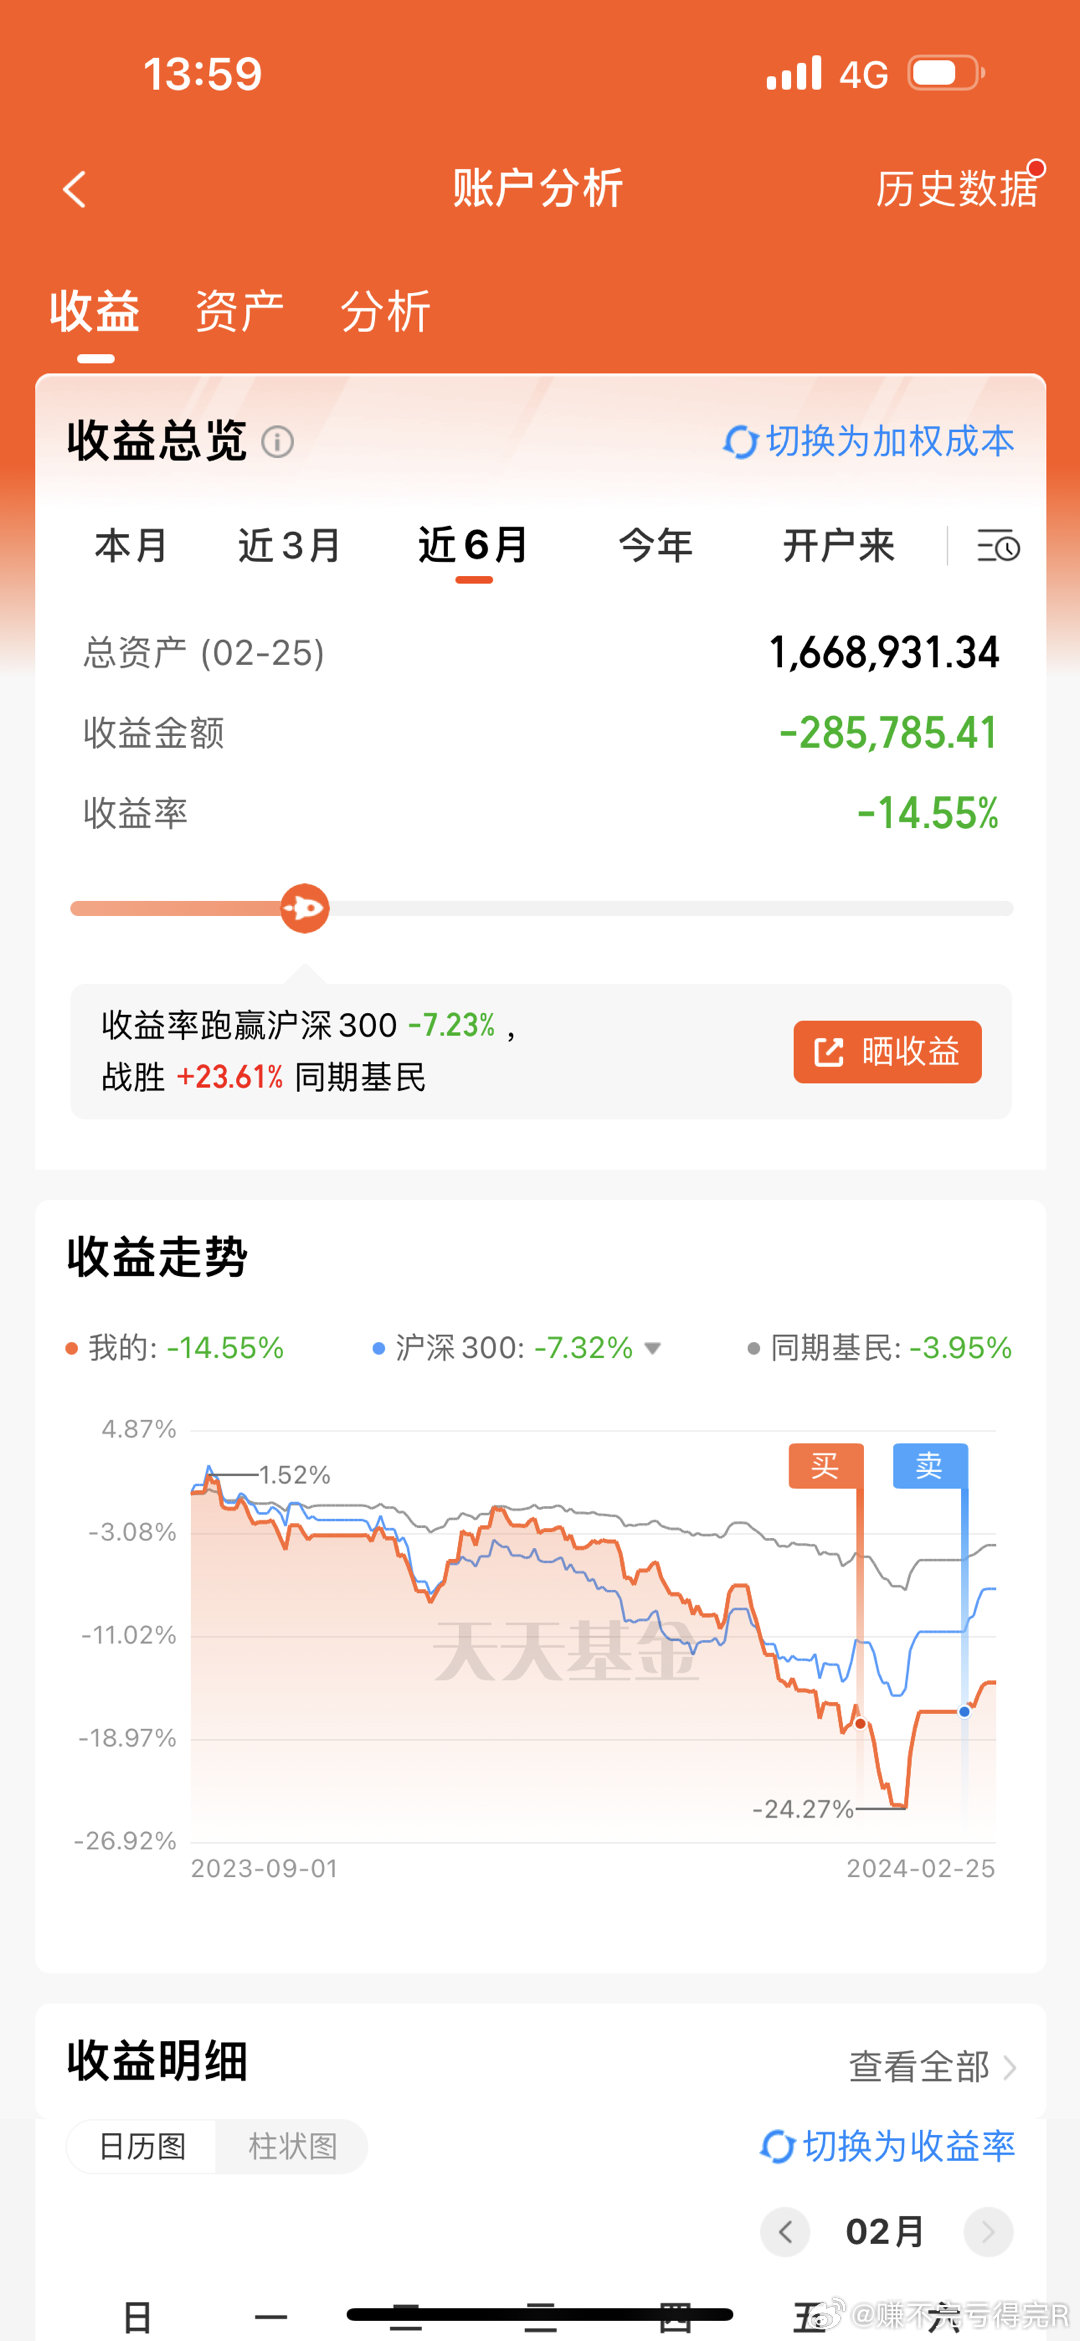 13:59 4G
账户分析 历史数据
收益 资产 分析
收益总览 切换为加权成本
本月 近3月 近6月 今年 开户来
总资产 (02-25) 1,668,931.34
收益金额 -285,785.41
收益率 -14.55%
收益率跑赢沪深300 -7.23% ,
战胜 +23.61% 同期基民
晒收益
收益走势
我的: -14.55% 沪深300: -7.32% 同期基民: -3.95%
4.87%
买 卖
1.52%
-3.08%
-11.02%
天天基金
-18.97%
-24.27%
-26.92%
2023-09-01 2024-02-25
收益明细 查看全部
日历图 柱状图 切换为收益率
02月
日 一 二 三 四 五 六
@赚不完亏得完R